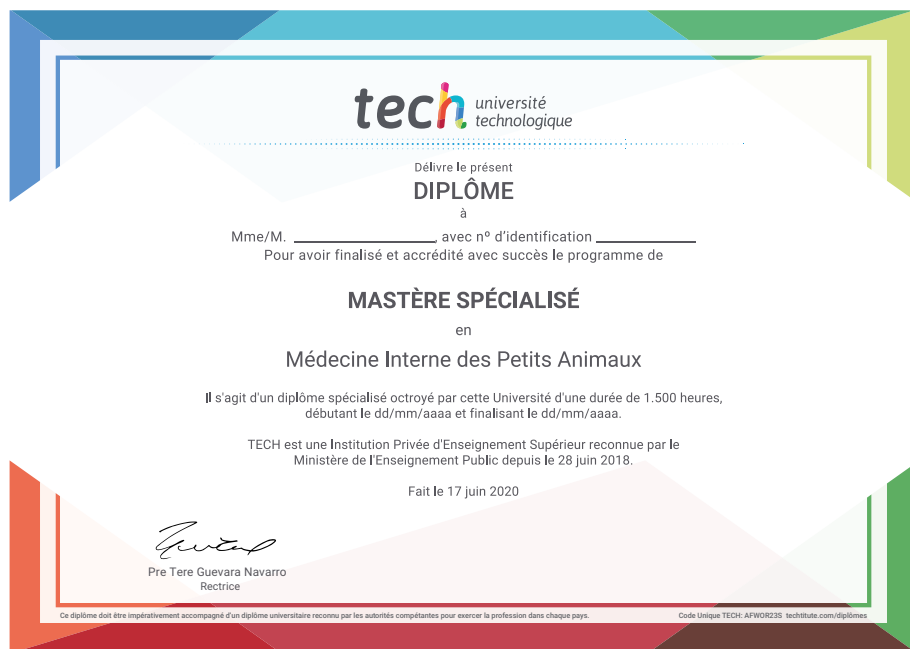 tech université
technologique
Délivre le présent
DIPLÔME
à
Mme/M. ____________________, avec nº d'identification ______________
Pour avoir finalisé et accrédité avec succès le programme de
MASTÈRE SPÉCIALISÉ
en
Médecine Interne des Petits Animaux
Il s'agit d'un diplôme spécialisé octroyé par cette Université d'une durée de 1.500 heures,
débutant le dd/mm/aaaa et finalisant le dd/mm/aaaa.
TECH est une Institution Privée d'Enseignement Supérieur reconnue par le
Ministère de l'Enseignement Public depuis le 28 juin 2018.
Fait le 17 juin 2020
Pre Tere Guevara Navarro
Rectrice
Ce diplôme doit être impérativement accompagné d'un diplôme universitaire reconnu par les autorités compétantes pour exercer la profession dans chaque pays.
Code Unique TECH: AFWOR23S techtitute.com/diplômes